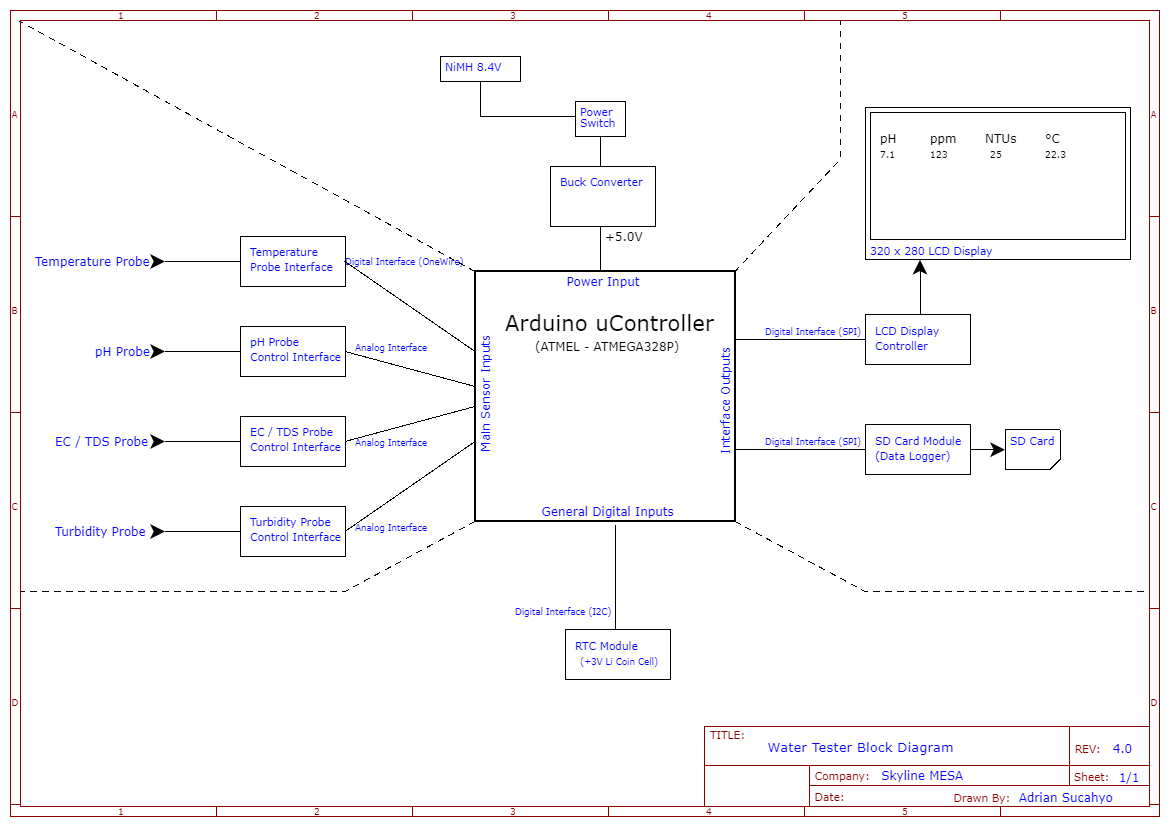 1 2 3 4 5
A A
B B
C C
D D
NiMH 8.4V
Power
Switch
Buck Converter
+5.0V
pH ppm NTUs °C
7.1 123 25 22.3
320 x 280 LCD Display
Temperature Probe
Temperature
Probe Interface
Digital Interface (OneWire)
pH Probe
pH Probe
Control Interface
Analog Interface
EC / TDS Probe
EC / TDS Probe
Control Interface
Analog Interface
Turbidity Probe
Turbidity Probe
Control Interface
Analog Interface
Power Input
Arduino uController
(ATMEL - ATMEGA328P)
Main Sensor Inputs
Interface Outputs
General Digital Inputs
Digital Interface (SPI)
LCD Display
Controller
Digital Interface (SPI)
SD Card Module
(Data Logger)
SD Card
Digital Interface (I2C)
RTC Module
(+3V Li Coin Cell)
TITLE:
Water Tester Block Diagram
REV: 4.0
Company: Skyline MESA
Sheet: 1/1
Date:
Drawn By: Adrian Sucahyo
1 2 3 4 5